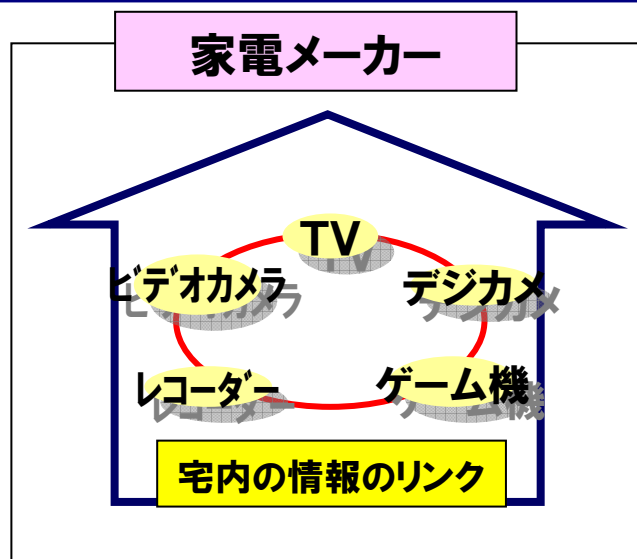 家電メーカー
TV
ビデオカメラ
デジカメ
レコーダー
ゲーム機
宅内の情報のリンク